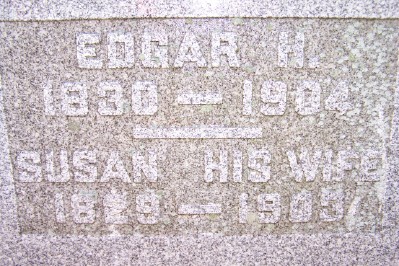 EDGAR H.
1830 — 1904
SUSAN HIS WIFE
1829 — 1905